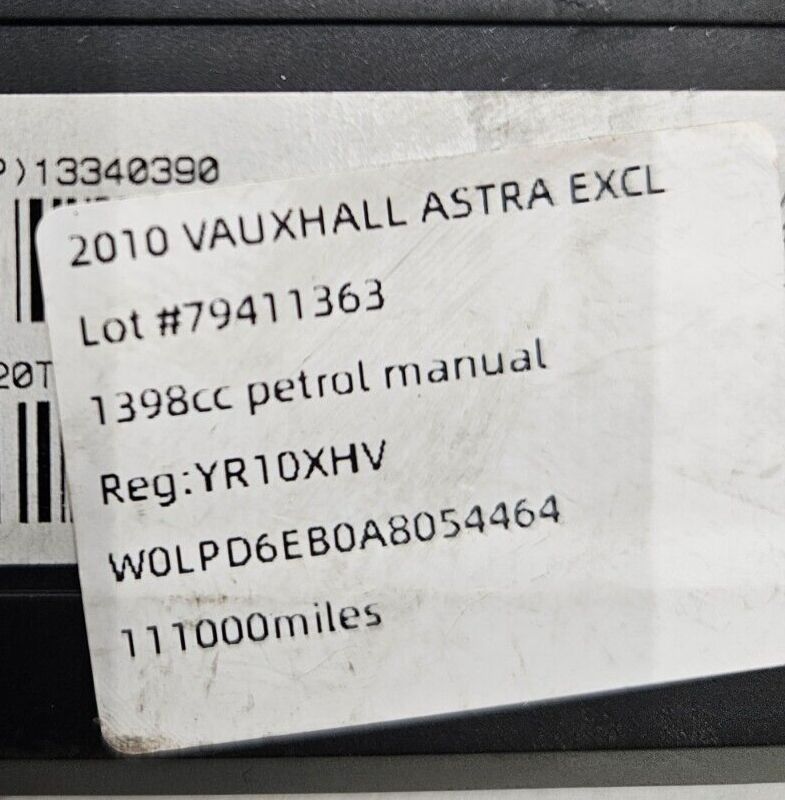 P)13340390
2010 VAUXHALL ASTRA EXCL
Lot #79411363
20T
1398cc petrol manual
Reg:YR10XHV
W0LPD6EB0A8054464
111000miles